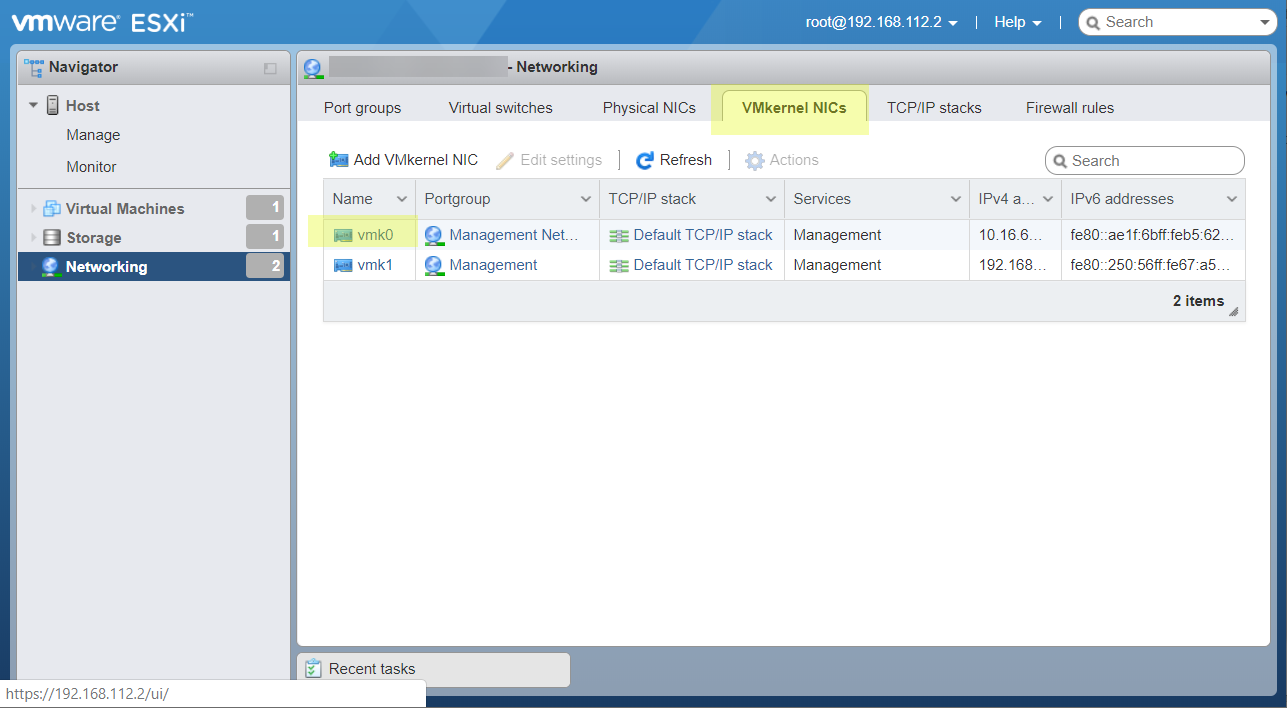 vmware ESXi™
root@192.168.112.2 | Help | Search
Navigator
Host
Manage
Monitor
Virtual Machines 1
Storage 1
Networking 2
- Networking
Port groups Virtual switches Physical NICs VMkernel NICs TCP/IP stacks Firewall rules
Add VMkernel NIC Edit settings | Refresh | Actions Search
Name Portgroup TCP/IP stack Services IPv4 a... IPv6 addresses
vmk0 Management Net... Default TCP/IP stack Management 10.16.6... fe80::ae1f:6bff:feb5:62...
vmk1 Management Default TCP/IP stack Management 192.168... fe80::250:56ff:fe67:a5...
2 items
Recent tasks
https://192.168.112.2/ui/